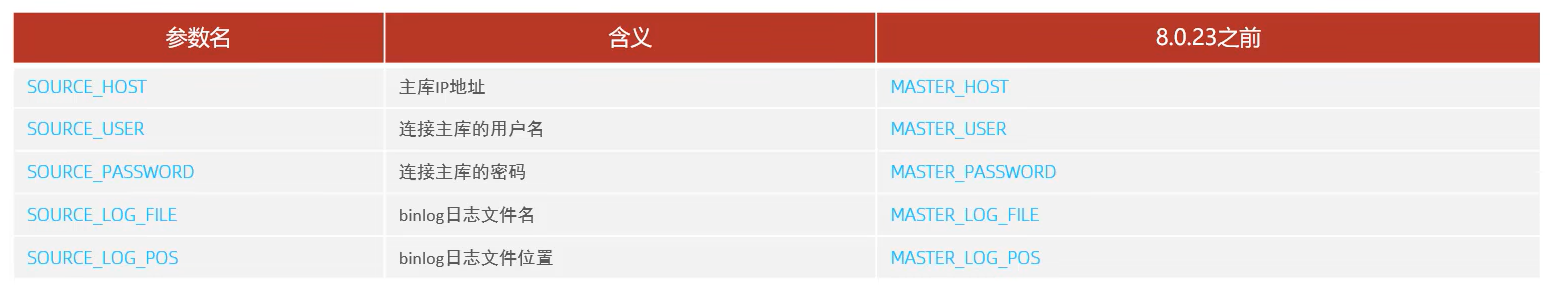 参数名 含义 8.0.23之前
SOURCE_HOST 主库IP地址 MASTER_HOST
SOURCE_USER 连接主库的用户名 MASTER_USER
SOURCE_PASSWORD 连接主库的密码 MASTER_PASSWORD
SOURCE_LOG_FILE binlog日志文件名 MASTER_LOG_FILE
SOURCE_LOG_POS binlog日志文件位置 MASTER_LOG_POS